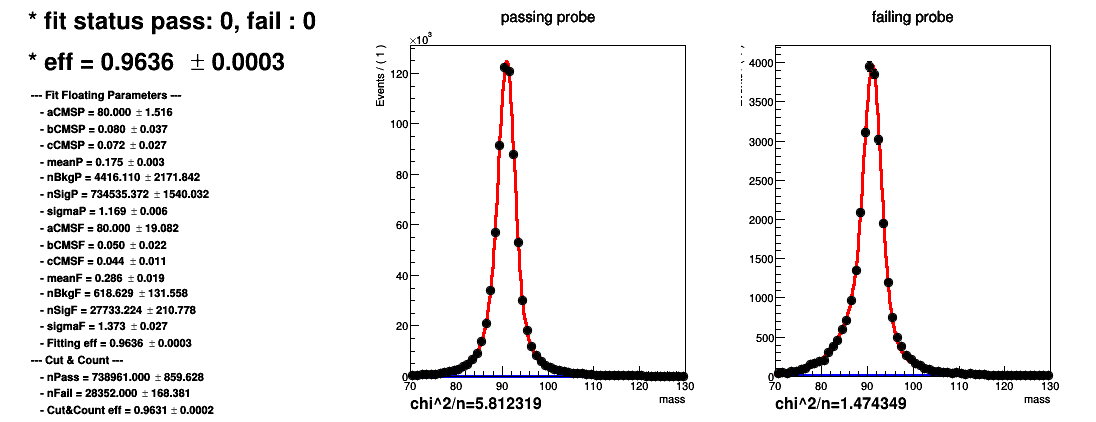 * fit status pass: 0, fail : 0
* eff = 0.9636 ± 0.0003
--- Fit Floating Parameters ---
- aCMSP = 80.000 ± 1.516
- bCMSP = 0.080 ± 0.037
- cCMSP = 0.072 ± 0.027
- meanP = 0.175 ± 0.003
- nBkgP = 4416.110 ± 2171.842
- nSigP = 734535.372 ± 1540.032
- sigmaP = 1.169 ± 0.006
- aCMSF = 80.000 ± 19.082
- bCMSF = 0.050 ± 0.022
- cCMSF = 0.044 ± 0.011
- meanF = 0.286 ± 0.019
- nBkgF = 618.629 ± 131.558
- nSigF = 27733.224 ± 210.778
- sigmaF = 1.373 ± 0.027
- Fitting eff = 0.9636 ± 0.0003
--- Cut & Count ---
- nPass = 738961.000 ± 859.628
- nFail = 28352.000 ± 168.381
- Cut&Count eff = 0.9631 ± 0.0002
passing probe
×10³
Events / ( 1 )
120
100
80
60
40
20
0
70 80 90 100 110 120 130
mass
chi^2/n=5.812319
failing probe
4000
3500
3000
2500
2000
1500
1000
500
0
70 80 90 100 110 120 130
mass
chi^2/n=1.474349